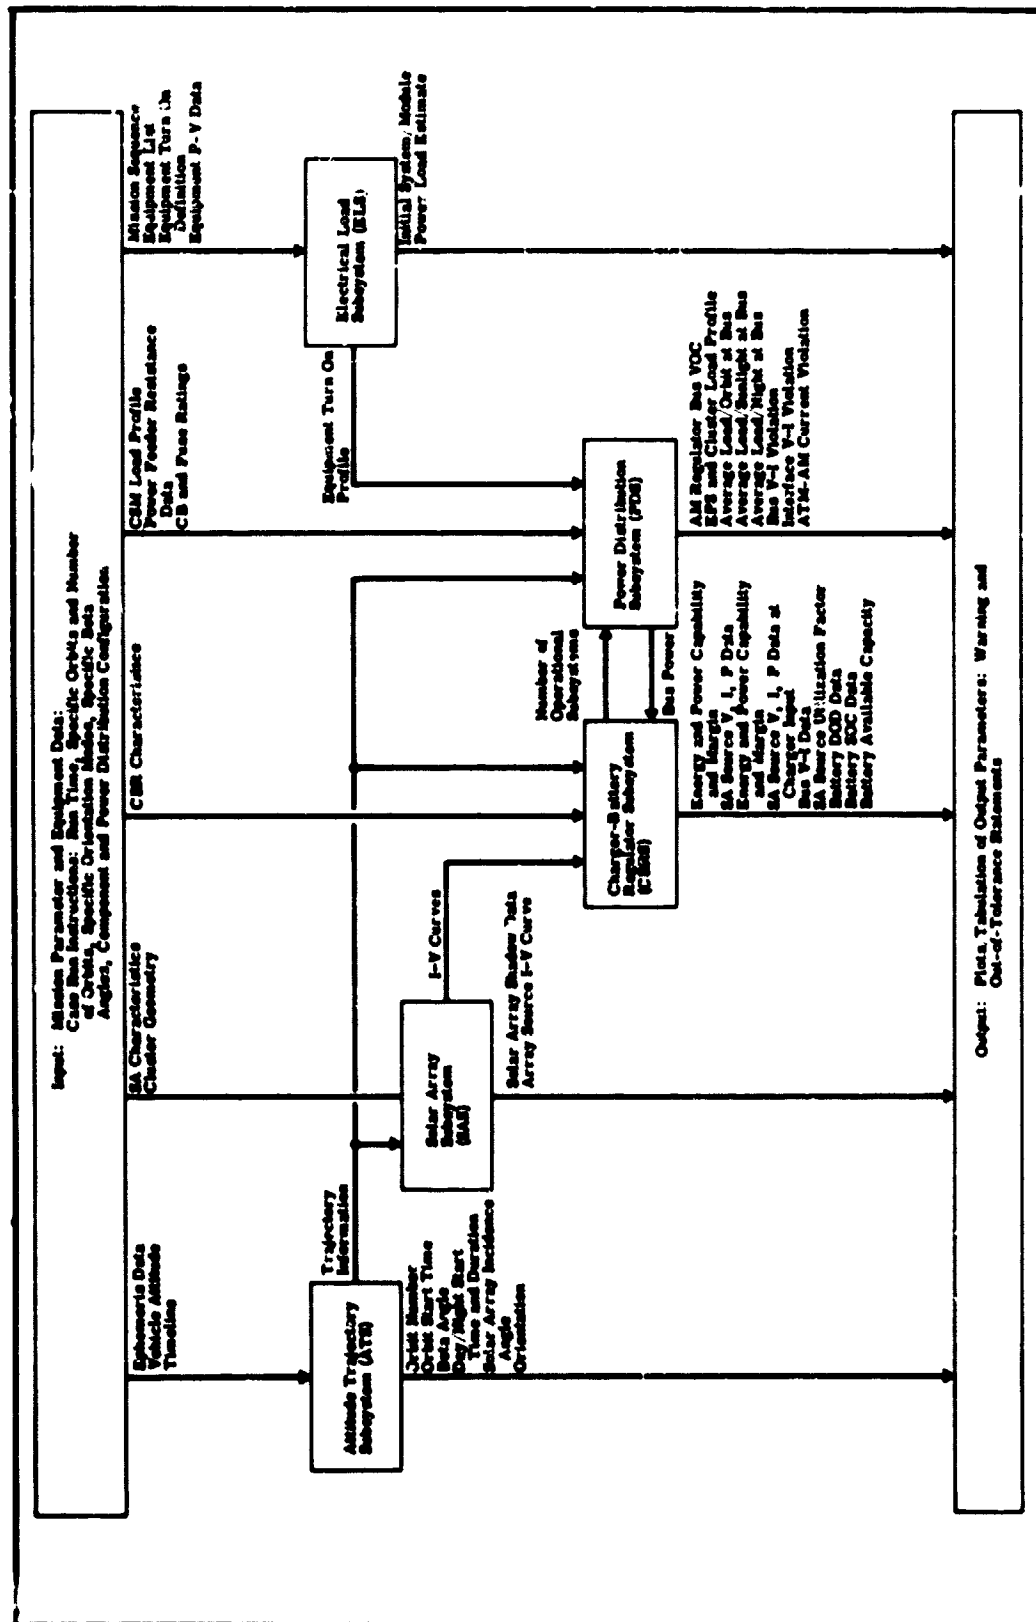 Input: Mission Parameter and Equipment Data:
Case Run Instructions: Run Time, Specific Orbits and Number
of Orbits, Specific Orientation Modes, Specific Beta
Angles, Component and Power Distribution Configuration
Ephemeris Data
Vehicle Attitude
Timeline
SA Characteristics
Cluster Geometry
CBR Characteristics
CSM Load Profile
Power Feeder Resistance
Data
CB and Fuse Ratings
Mission Sequence
Equipment List
Equipment Turn On
Definition
Equipment P-V Data
Attitude Trajectory
Subsystem (ATS)
Trajectory
Information
Solar Array
Subsystem
(SAS)
I-V Curves
Charger-Battery
Regulator Subsystem
(CBRS)
Number of
Operational
Subsystems
Bus Power
Power Distribution
Subsystem (PDS)
Equipment Turn On
Profile
Electrical Load
Subsystem (ELS)
Orbit Number
Orbit Start Time
Beta Angle
Day/Night Start
Time and Duration
Solar Array Incidence
Angle
Orientation
Solar Array Shadow Data
Array Source I-V Curve
Energy and Power Capability
and Margin
SA Source V, I, P Data
Energy and Power Capability
and Margin
SA Source V, I, P Data at
Charger Input
Bus V-I Data
SA Source Utilization Factor
Battery DOD Data
Battery SOC Data
Battery Available Capacity
AM Regulator Bus VOC
EPS and Cluster Load Profile
Average Load/Orbit at Bus
Average Load/Sunlight at Bus
Average Load/Night at Bus
Bus V-I Violation
Interface V-I Violation
ATM-AM Current Violation
Initial System/Module
Power Load Estimate
Output: Plots, Tabulation of Output Parameters: Warning and
Out-of-Tolerance Statements